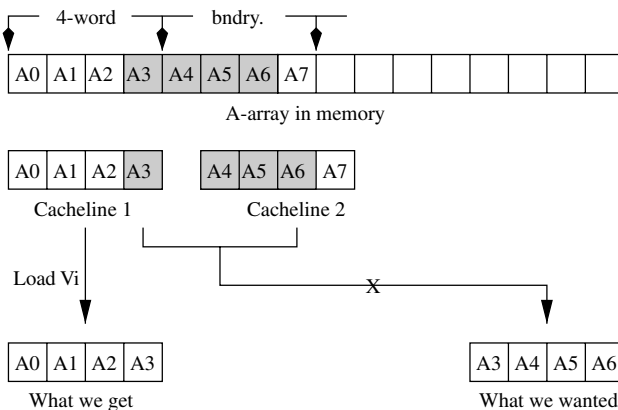 4-word bndry.
A0 A1 A2 A3 A4 A5 A6 A7
A-array in memory
A0 A1 A2 A3 A4 A5 A6 A7
Cacheline 1 Cacheline 2
Load Vi
X
A0 A1 A2 A3 A3 A4 A5 A6
What we get What we wanted